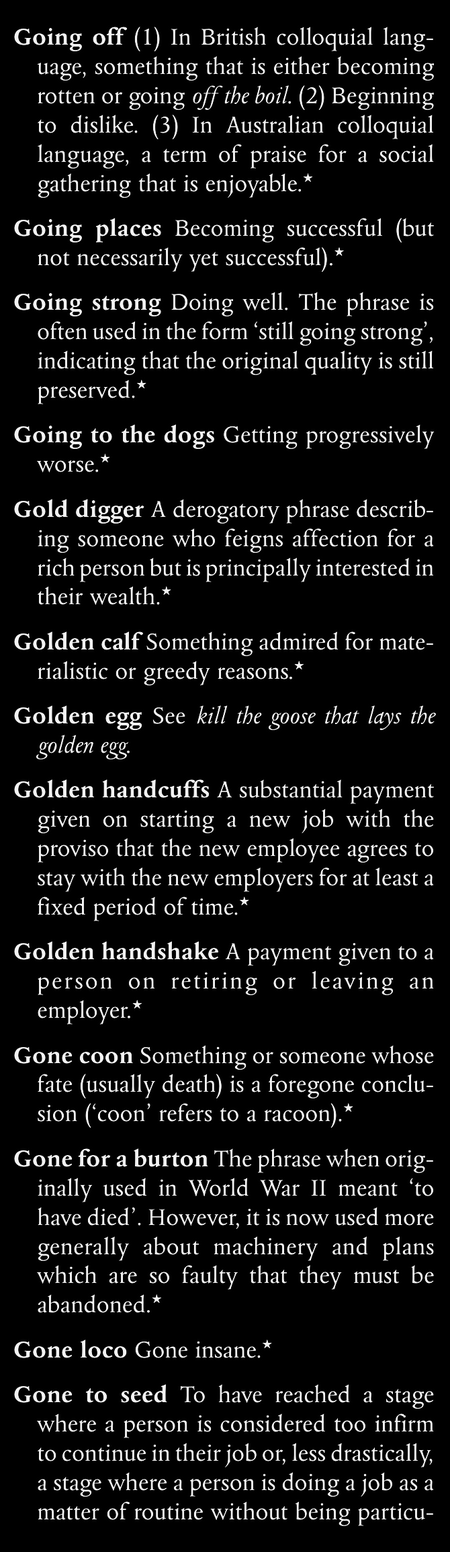 Going off (1) In British colloquial lang-
uage, something that is either becoming
rotten or going off the boil. (2) Beginning
to dislike. (3) In Australian colloquial
language, a term of praise for a social
gathering that is enjoyable.★
Going places Becoming successful (but
not necessarily yet successful).★
Going strong Doing well. The phrase is
often used in the form ‘still going strong’,
indicating that the original quality is still
preserved.★
Going to the dogs Getting progressively
worse.★
Gold digger A derogatory phrase describ-
ing someone who feigns affection for a
rich person but is principally interested in
their wealth.★
Golden calf Something admired for mate-
rialistic or greedy reasons.★
Golden egg See kill the goose that lays the
golden egg.
Golden handcuffs A substantial payment
given on starting a new job with the
proviso that the new employee agrees to
stay with the new employers for at least a
fixed period of time.★
Golden handshake A payment given to a
person on retiring or leaving an
employer.★
Gone coon Something or someone whose
fate (usually death) is a foregone conclu-
sion (‘coon’ refers to a racoon).★
Gone for a burton The phrase when orig-
inally used in World War II meant ‘to
have died’. However, it is now used more
generally about machinery and plans
which are so faulty that they must be
abandoned.★
Gone loco Gone insane.★
Gone to seed To have reached a stage
where a person is considered too infirm
to continue in their job or, less drastically,
a stage where a person is doing a job as a
matter of routine without being particu-